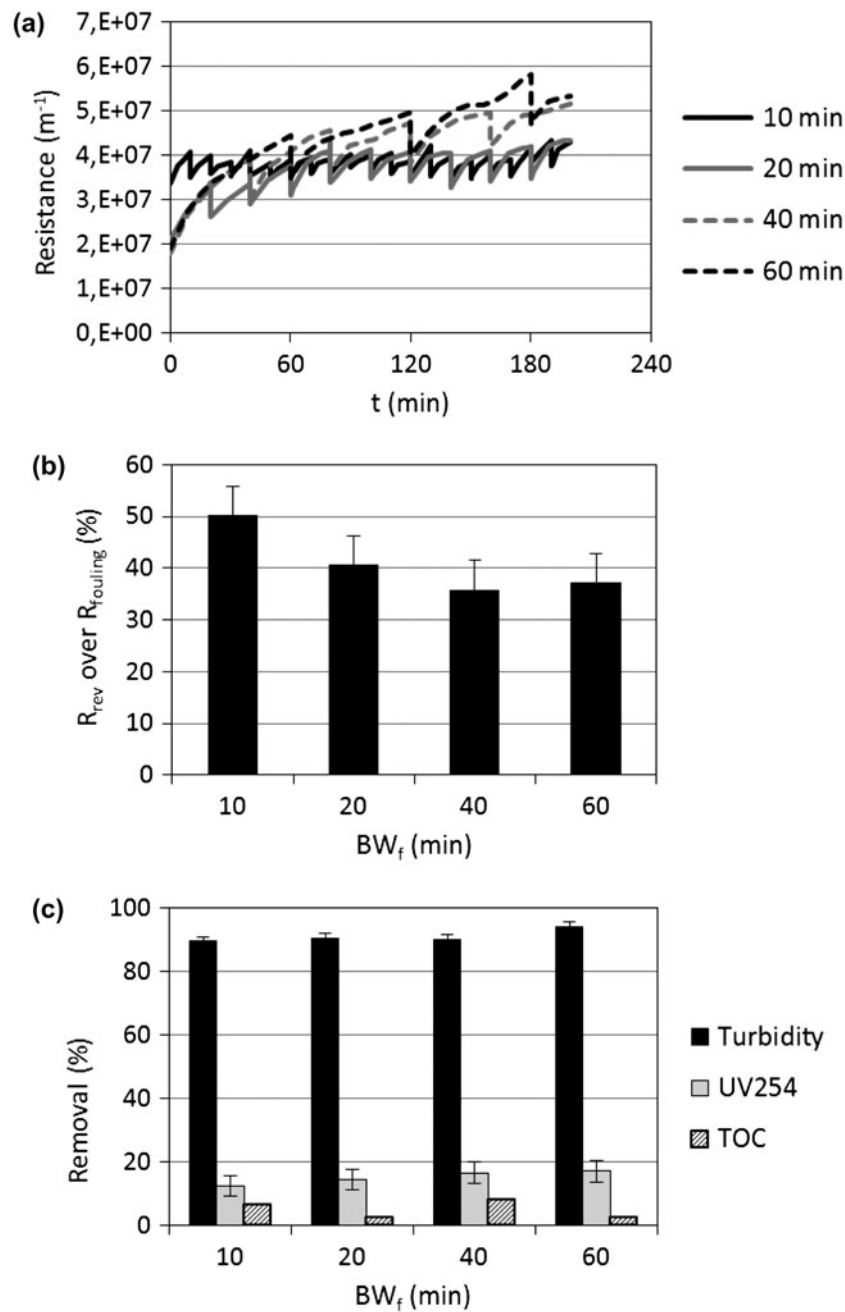 (a)
7,E+07
6,E+07
5,E+07
4,E+07
3,E+07
2,E+07
1,E+07
0,E+00
Resistance (m⁻¹)
0
60
120
180
240
t (min)
10 min
20 min
40 min
60 min
(b)
60
50
40
30
20
10
0
R_rev over R_fouling (%)
10
20
40
60
BW_f (min)
(c)
100
80
60
40
20
0
Removal (%)
10
20
40
60
BW_f (min)
Turbidity
UV254
TOC